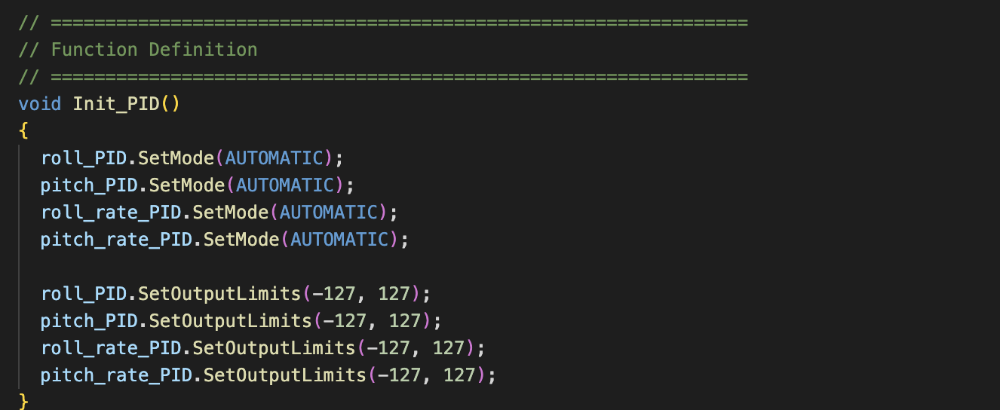 // ================================================================
// Function Definition
// ================================================================
void Init_PID()
{
  roll_PID.SetMode(AUTOMATIC);
  pitch_PID.SetMode(AUTOMATIC);
  roll_rate_PID.SetMode(AUTOMATIC);
  pitch_rate_PID.SetMode(AUTOMATIC);

  roll_PID.SetOutputLimits(-127, 127);
  pitch_PID.SetOutputLimits(-127, 127);
  roll_rate_PID.SetOutputLimits(-127, 127);
  pitch_rate_PID.SetOutputLimits(-127, 127);
}